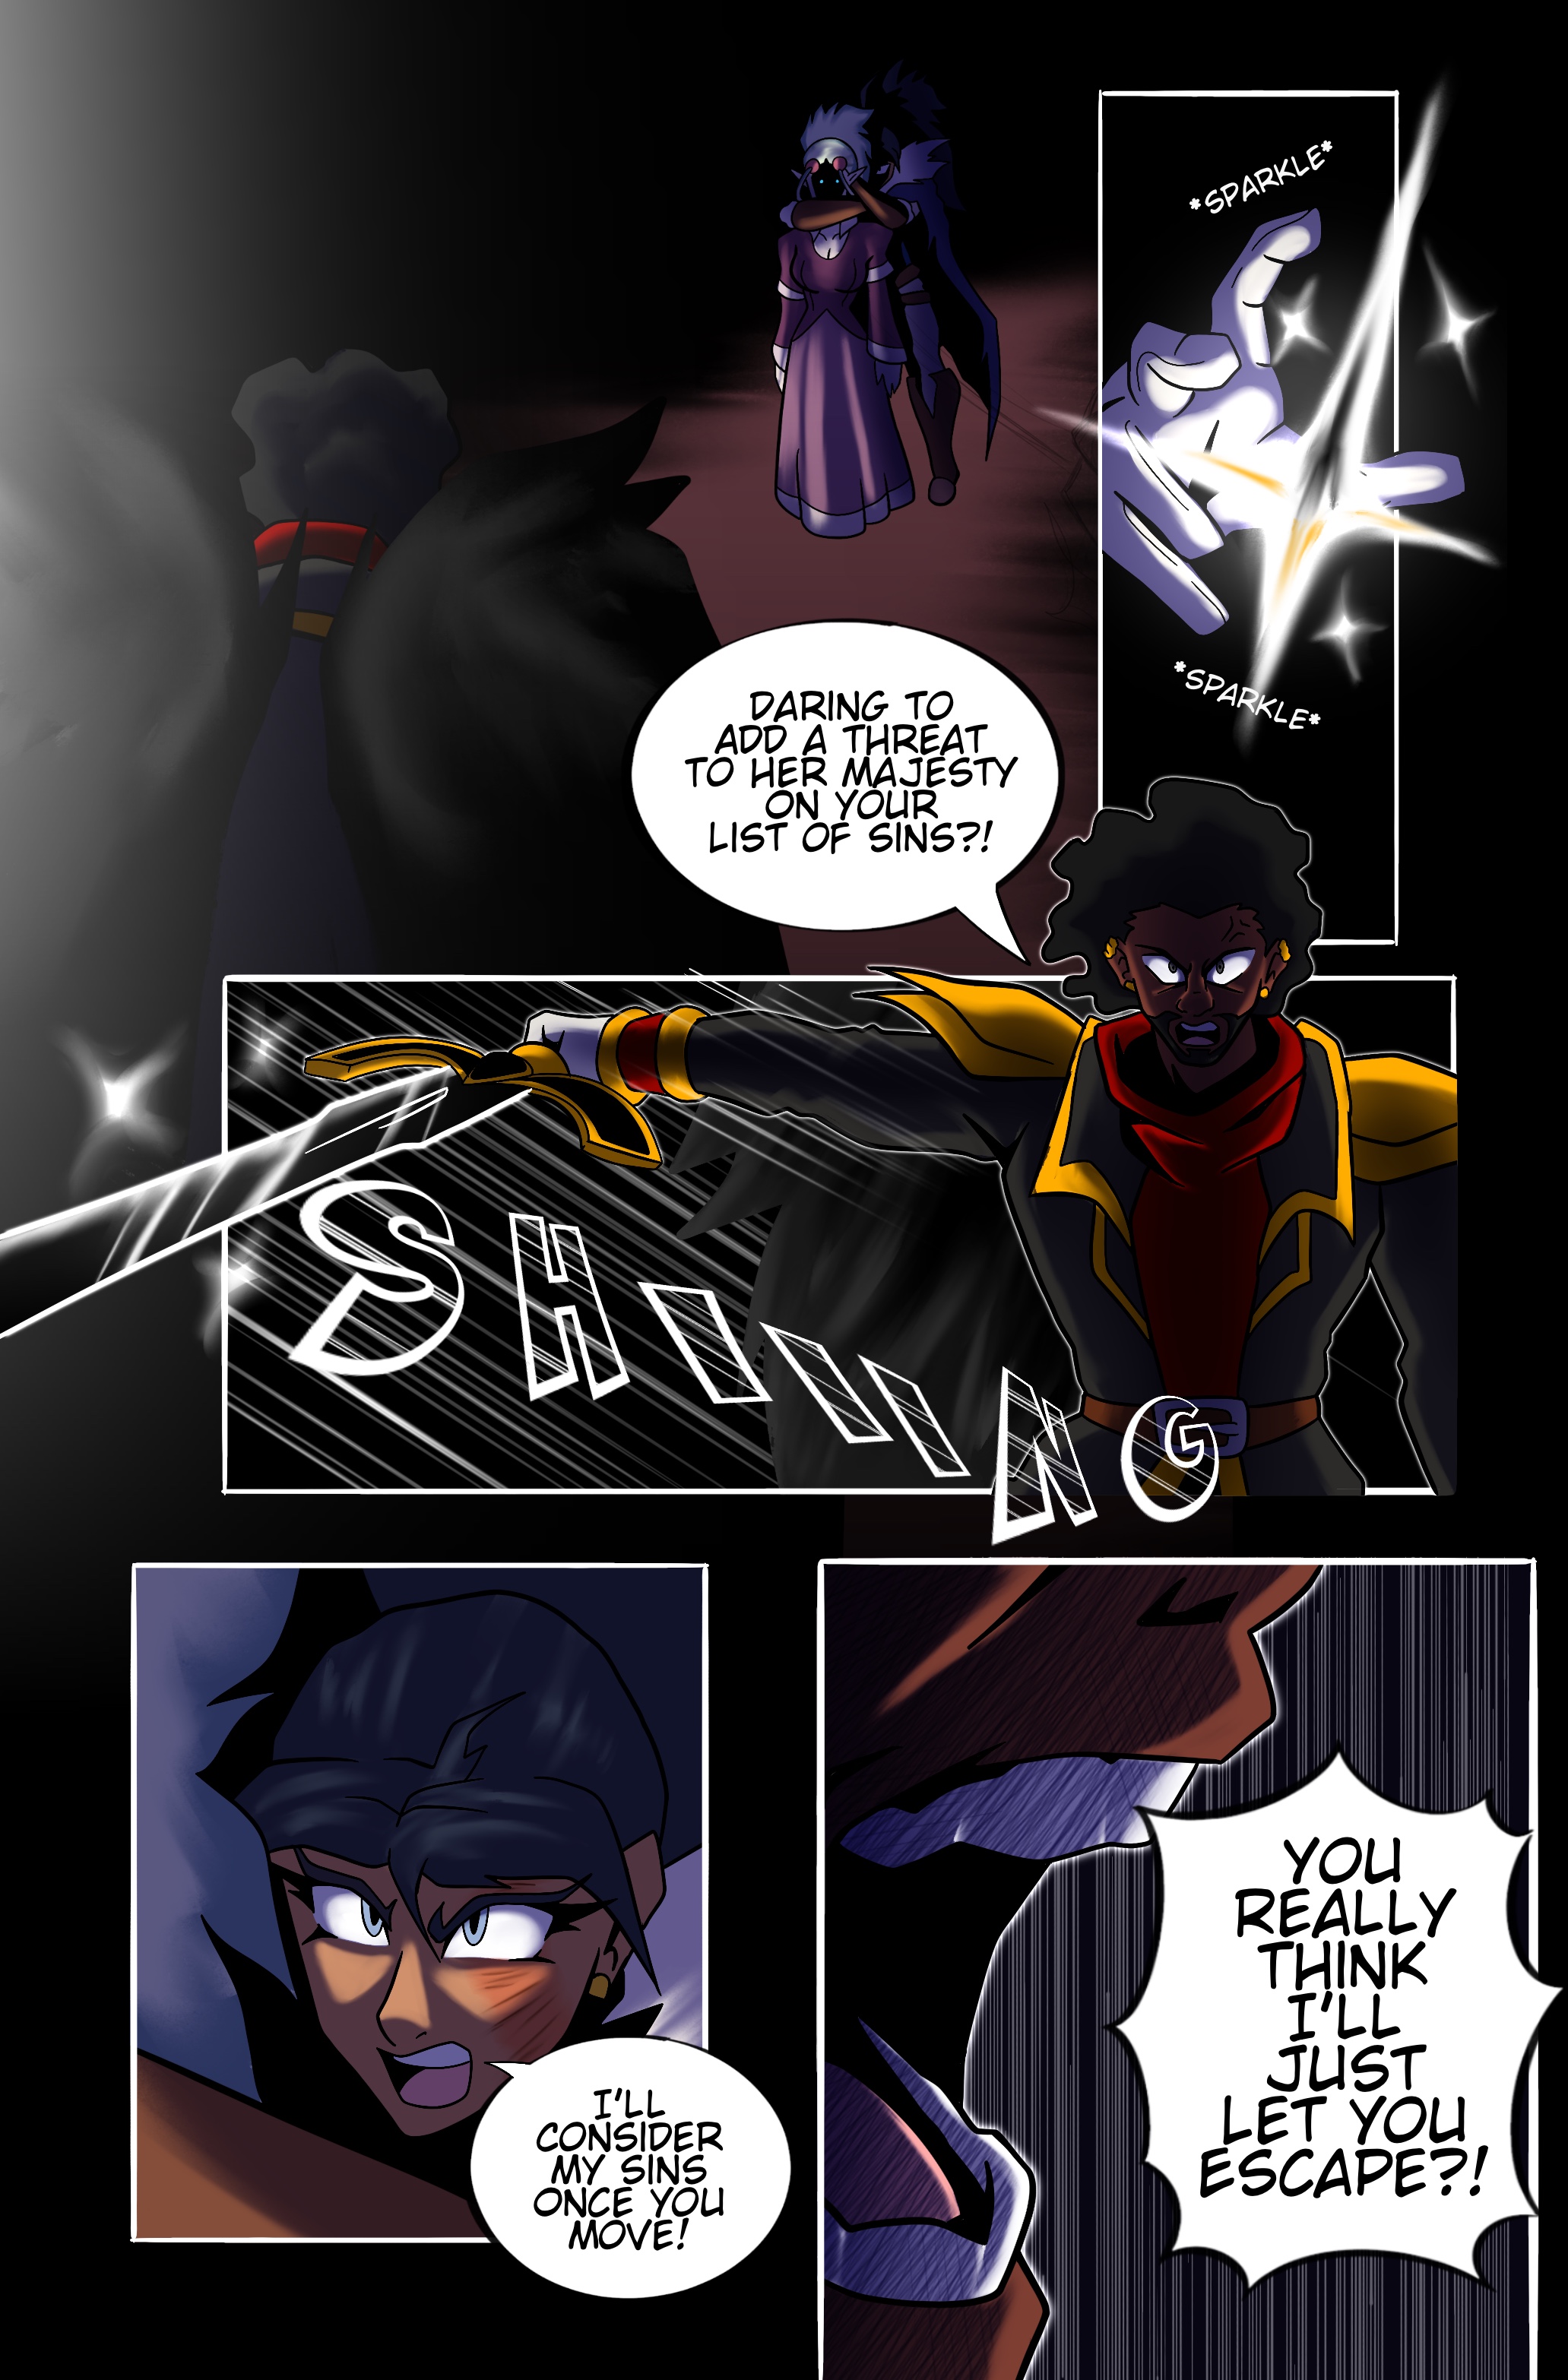 *SPARKLE*
*SPARKLE*
DARING TO
ADD A THREAT
TO HER MAJESTY
ON YOUR
LIST OF SINS?!
SHIIING
I'LL
CONSIDER
MY SINS
ONCE YOU
MOVE!
YOU
REALLY
THINK
I'LL
JUST
LET YOU
ESCAPE?!